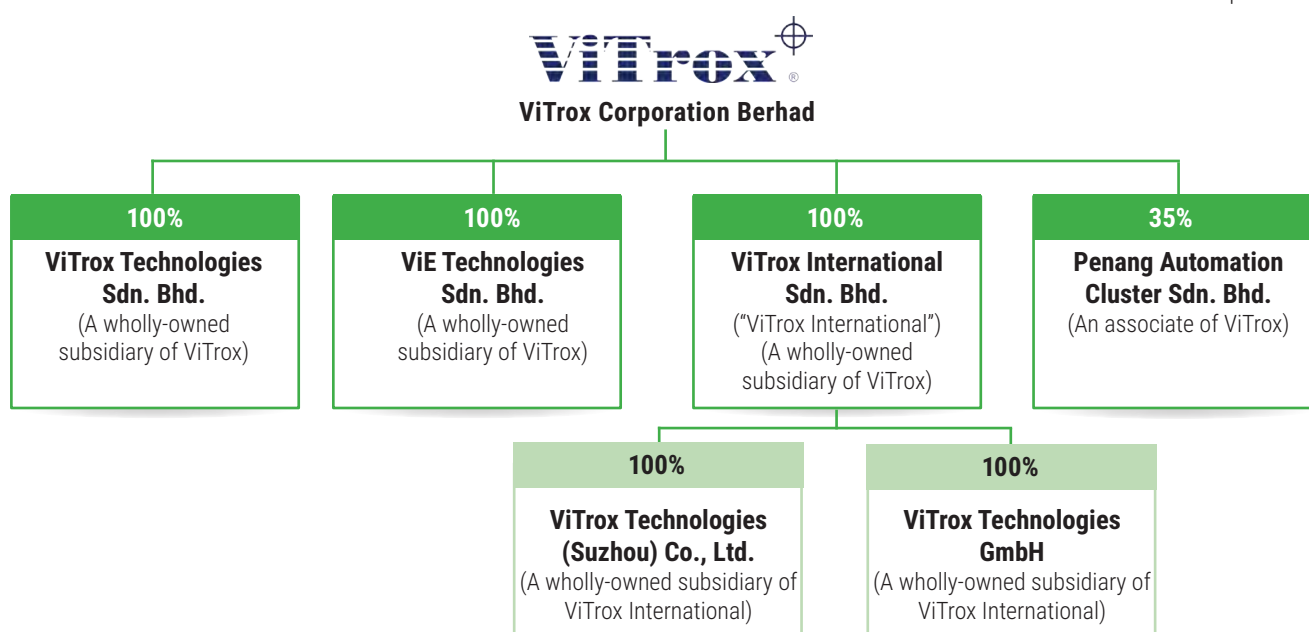 ViTrox®
ViTrox Corporation Berhad
100%
ViTrox Technologies
Sdn. Bhd.
(A wholly-owned
subsidiary of ViTrox)
100%
ViE Technologies
Sdn. Bhd.
(A wholly-owned
subsidiary of ViTrox)
100%
ViTrox International
Sdn. Bhd.
(“ViTrox International”)
(A wholly-owned
subsidiary of ViTrox)
35%
Penang Automation
Cluster Sdn. Bhd.
(An associate of ViTrox)
100%
ViTrox Technologies
(Suzhou) Co., Ltd.
(A wholly-owned subsidiary of
ViTrox International)
100%
ViTrox Technologies
GmbH
(A wholly-owned subsidiary of
ViTrox International)